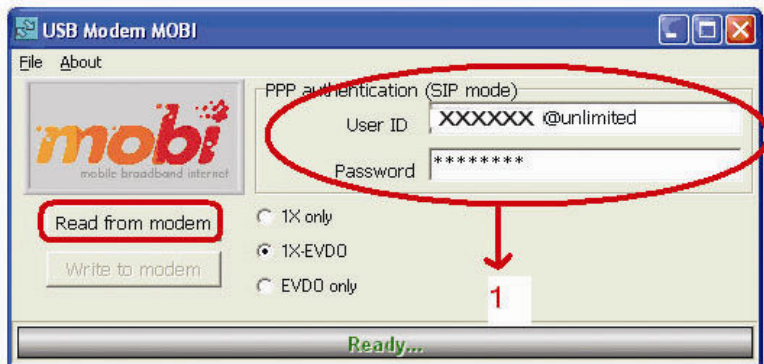 USB Modem MOBI
File About
mobi
mobile broadband internet
PPP authentication (SIP mode)
User ID XXXXXX @unlimited
Password ********
Read from modem
Write to modem
1X only
1X-EVDO
EVDO only
1
Ready...